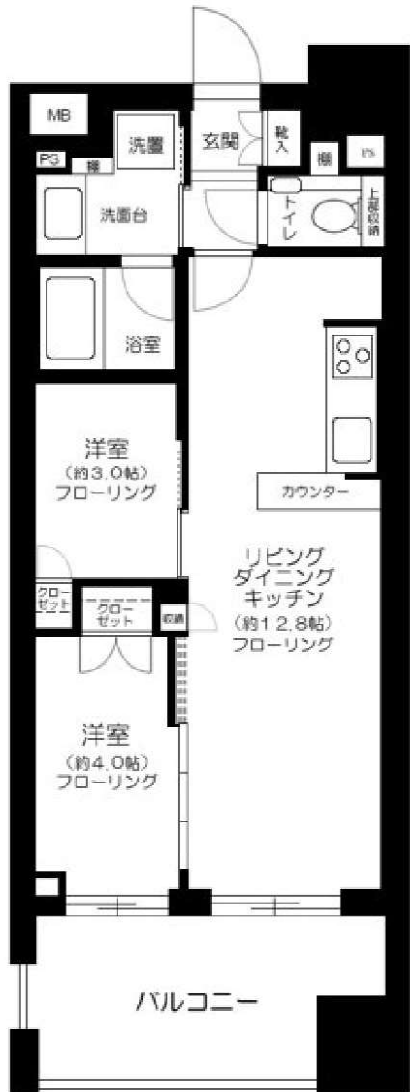 MB
洗置
玄関
靴入
PS
棚
棚
PS
洗面台
トイレ
上部収納
浴室
洋室
(約3.0帖)
フローリング
カウンター
リビング
ダイニング
キッチン
(約12.8帖)
フローリング
クロー
ゼット
クロー
ゼット
収納
洋室
(約4.0帖)
フローリング
バルコニー